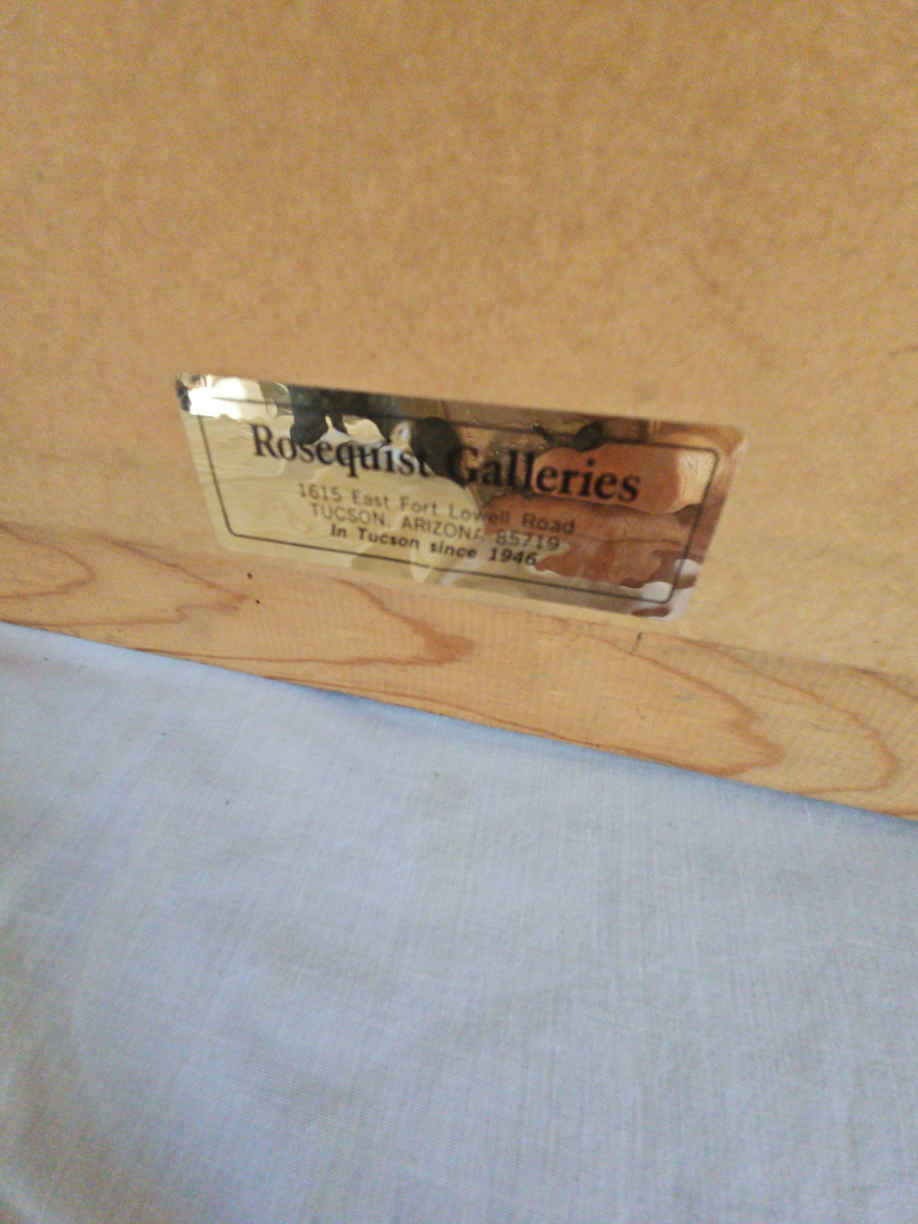 Rosequist Galleries
1615 East Fort Lowell Road
TUCSON, ARIZONA 85719
In Tucson since 1946